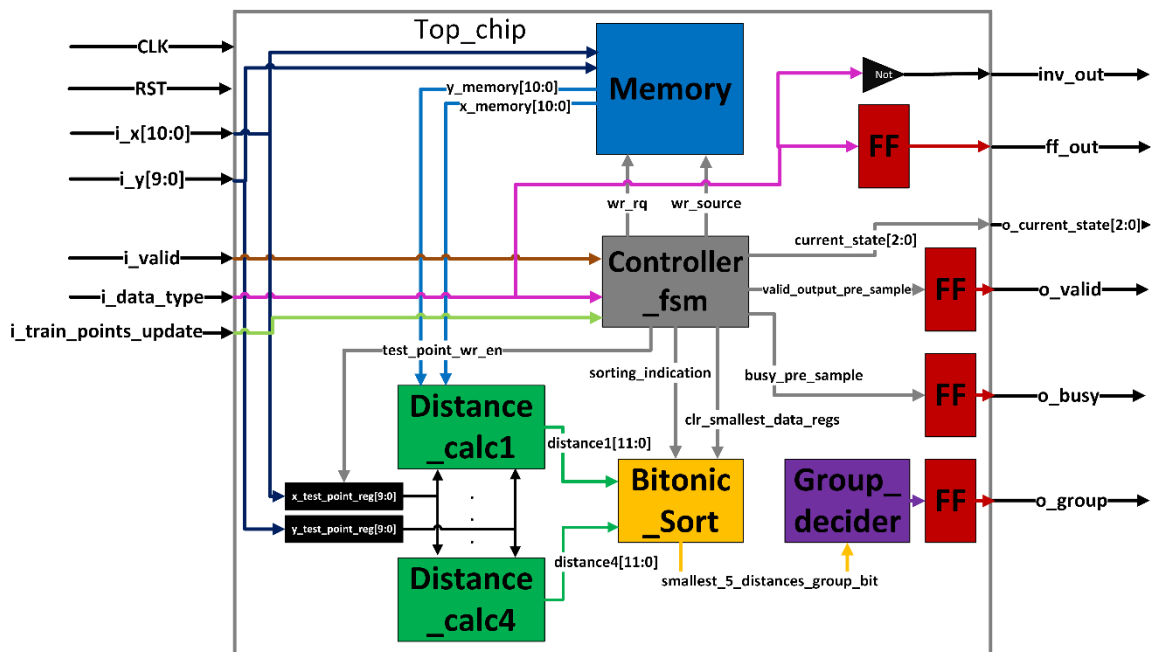 Top_chip
CLK
RST
i_x[10:0]
i_y[9:0]
i_valid
i_data_type
i_train_points_update
Memory
y_memory[10:0]
x_memory[10:0]
wr_rq
wr_source
Controller
_fsm
current_state[2:0]
valid_output_pre_sample
busy_pre_sample
test_point_wr_en
sorting_indication
clr_smallest_data_regs
Distance
_calc1
distance1[11:0]
x_test_point_reg[9:0]
y_test_point_reg[9:0]
.
.
.
Distance
_calc4
distance4[11:0]
Bitonic
_Sort
smallest_5_distances_group_bit
Group_
decider
Not
FF
FF
FF
FF
inv_out
ff_out
o_current_state[2:0]
o_valid
o_busy
o_group